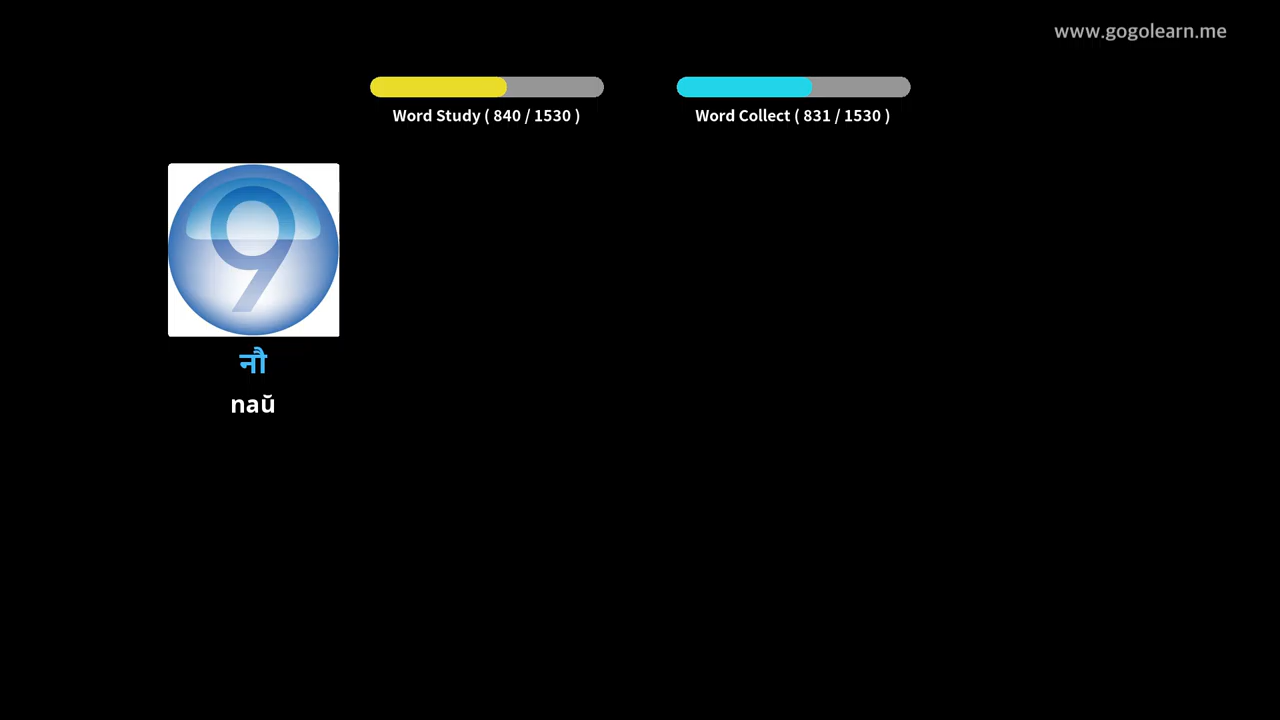 www.gogolearn.me
Word Study ( 840 / 1530 )
Word Collect ( 831 / 1530 )
9
नौ
naŭ